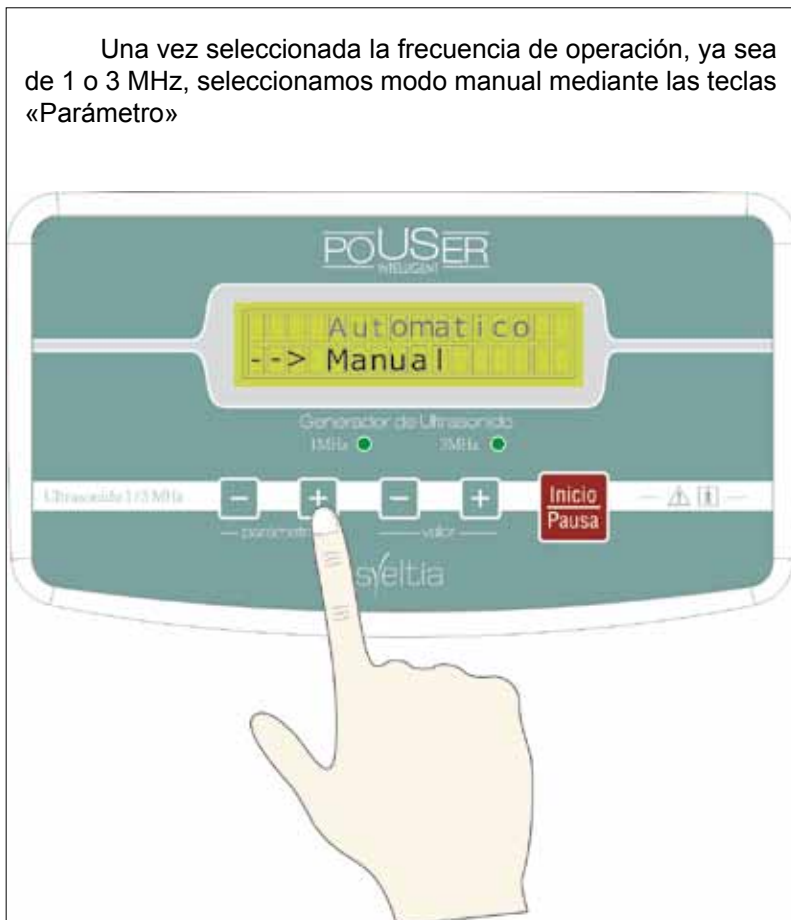 Una vez seleccionada la frecuencia de operación, ya sea
de 1 o 3 MHz, seleccionamos modo manual mediante las teclas
«Parámetro»
POUSER
INTELIGENT
Automatico
--> Manual
Generador de Ultrasonido
1MHz 3MHz
Ultrasonido 1/3 MHz - + - + Inicio
Pausa
parámetro valor
sveltia